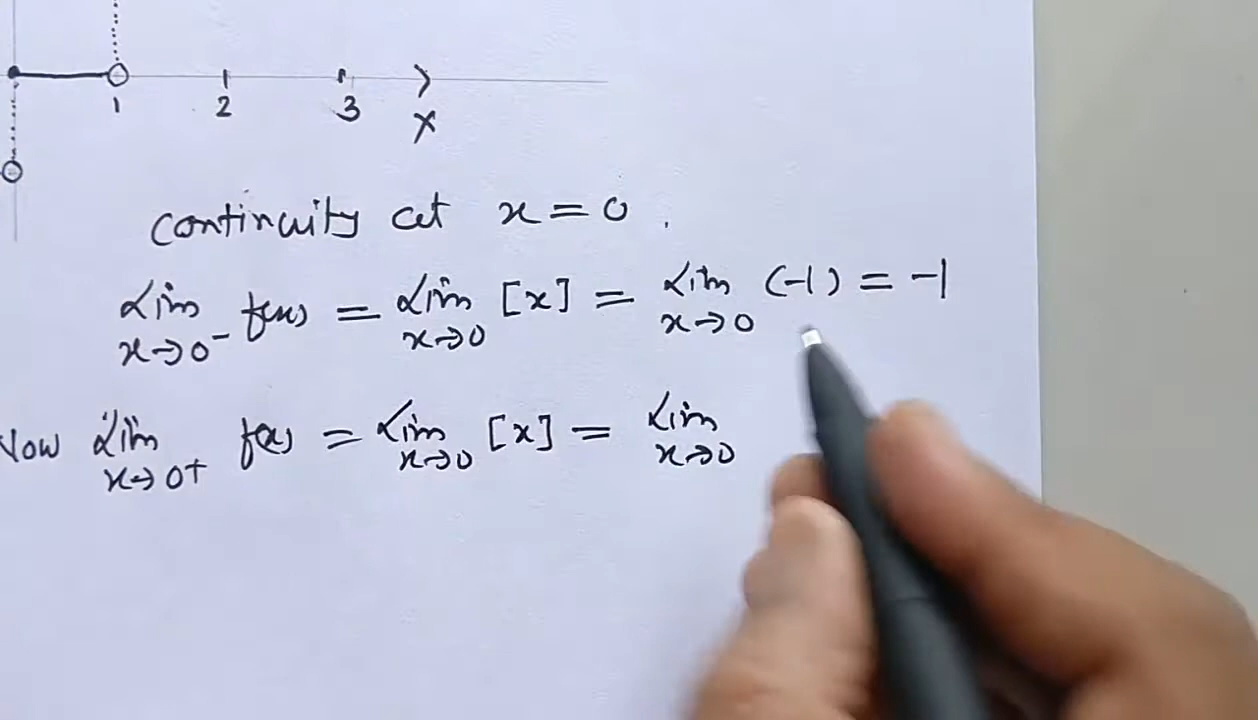 1 2 3
X
continuity at x = 0 .
Lim x→0⁻ f(x) = Lim x→0 [x] = Lim x→0 (-1) = -1
Now Lim x→0+ f(x) = Lim x→0 [x] = Lim x→0